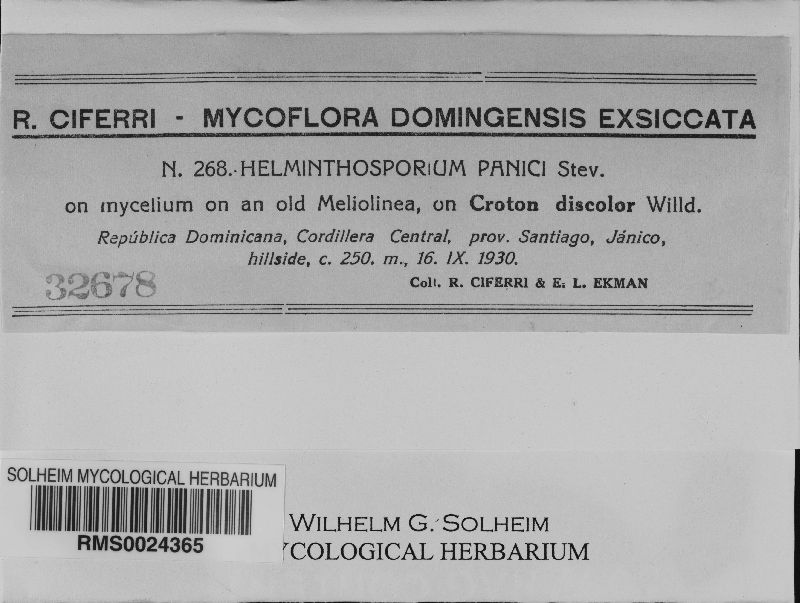 R. CIFERRI - MYCOFLORA DOMINGENSIS EXSICCATA
N. 268.-HELMINTHOSPORIUM PANICI Stev.
on mycelium on an old Meliolinea, on Croton discolor Willd.
República Dominicana, Cordillera Central, prov. Santiago, Jánico,
hillside, c. 250. m., 16. IX. 1930.
32678
Coll. R. CIFERRI & E. L. EKMAN
SOLHEIM MYCOLOGICAL HERBARIUM
RMS0024365
WILHELM G. SOLHEIM
YCOLOGICAL HERBARIUM